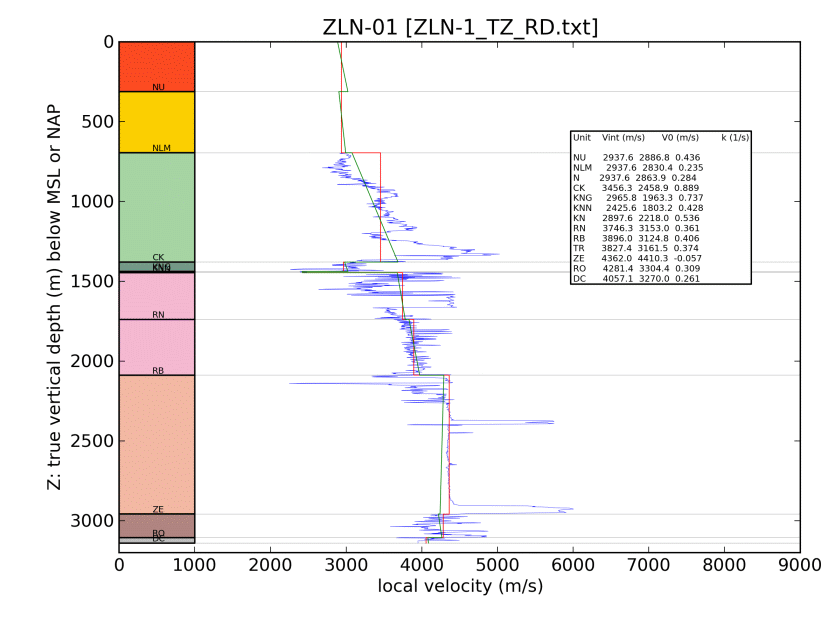 ZLN-01 [ZLN-1_TZ_RD.txt]
0
NU
500
NLM
1000
CK
KNG
KNN
1500
RN
RB
2000
2500
ZE
3000
RO
DC
Z: true vertical depth (m) below MSL or NAP
Unit Vint (m/s) V0 (m/s) k (1/s)
NU 2937.6 2886.8 0.436
NLM 2937.6 2830.4 0.235
N 2937.6 2863.9 0.284
CK 3456.3 2458.9 0.889
KNG 2965.8 1963.3 0.737
KNN 2425.6 1803.2 0.428
KN 2897.6 2218.0 0.536
RN 3746.3 3153.0 0.361
RB 3896.0 3124.8 0.406
TR 3827.4 3161.5 0.374
ZE 4362.0 4410.3 -0.057
RO 4281.4 3304.4 0.309
DC 4057.1 3270.0 0.261
0 1000 2000 3000 4000 5000 6000 7000 8000 9000
local velocity (m/s)